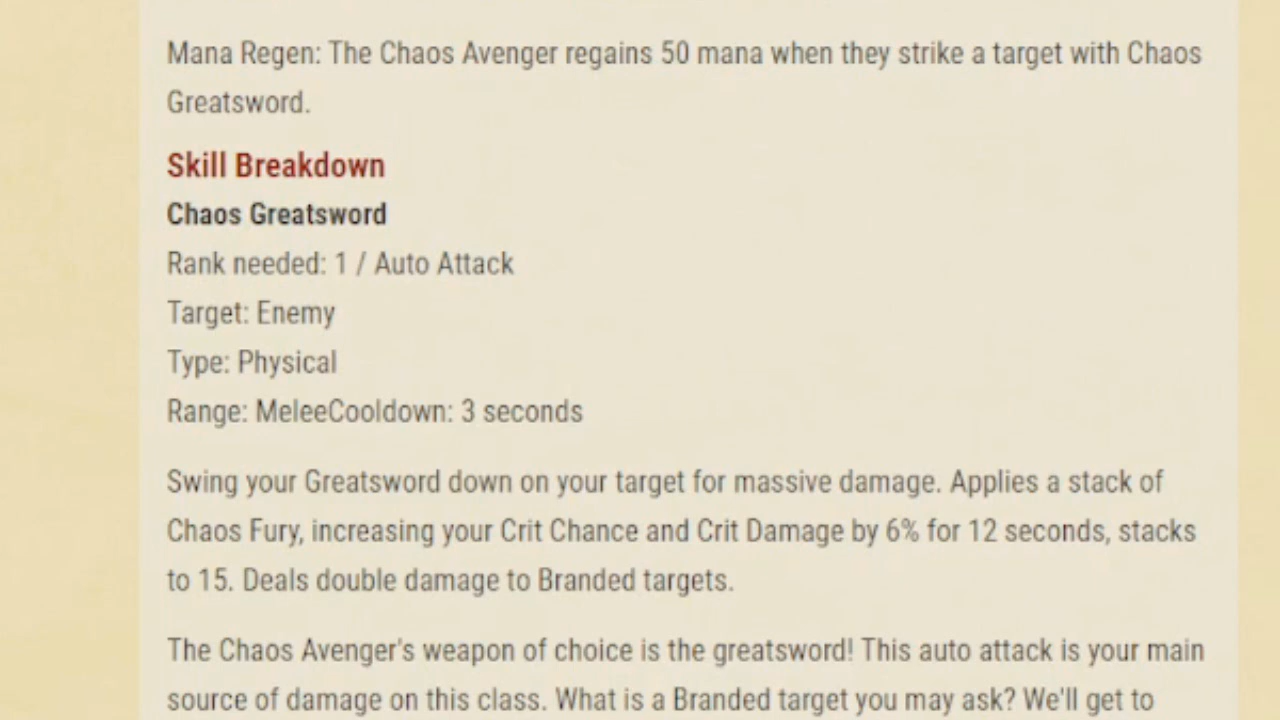 Mana Regen: The Chaos Avenger regains 50 mana when they strike a target with Chaos
Greatsword.
Skill Breakdown
Chaos Greatsword
Rank needed: 1 / Auto Attack
Target: Enemy
Type: Physical
Range: MeleeCooldown: 3 seconds
Swing your Greatsword down on your target for massive damage. Applies a stack of
Chaos Fury, increasing your Crit Chance and Crit Damage by 6% for 12 seconds, stacks
to 15. Deals double damage to Branded targets.
The Chaos Avenger's weapon of choice is the greatsword! This auto attack is your main
source of damage on this class. What is a Branded target you may ask? We'll get to